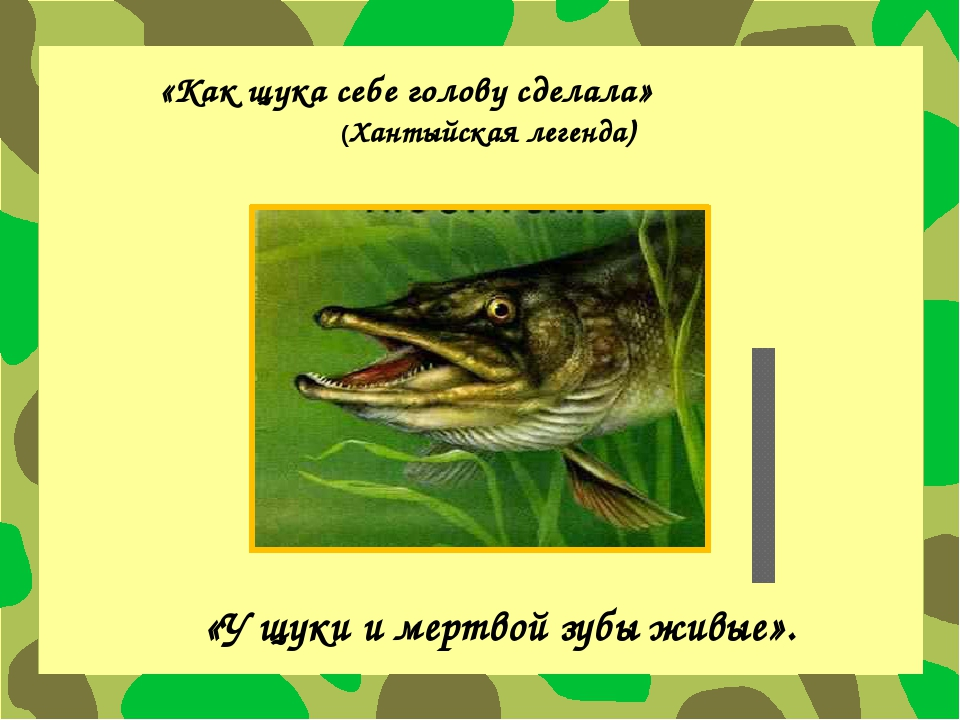 «Как щука себе голову сделала»
(Хантыйская легенда)
«У щуки и мертвой зубы живые».